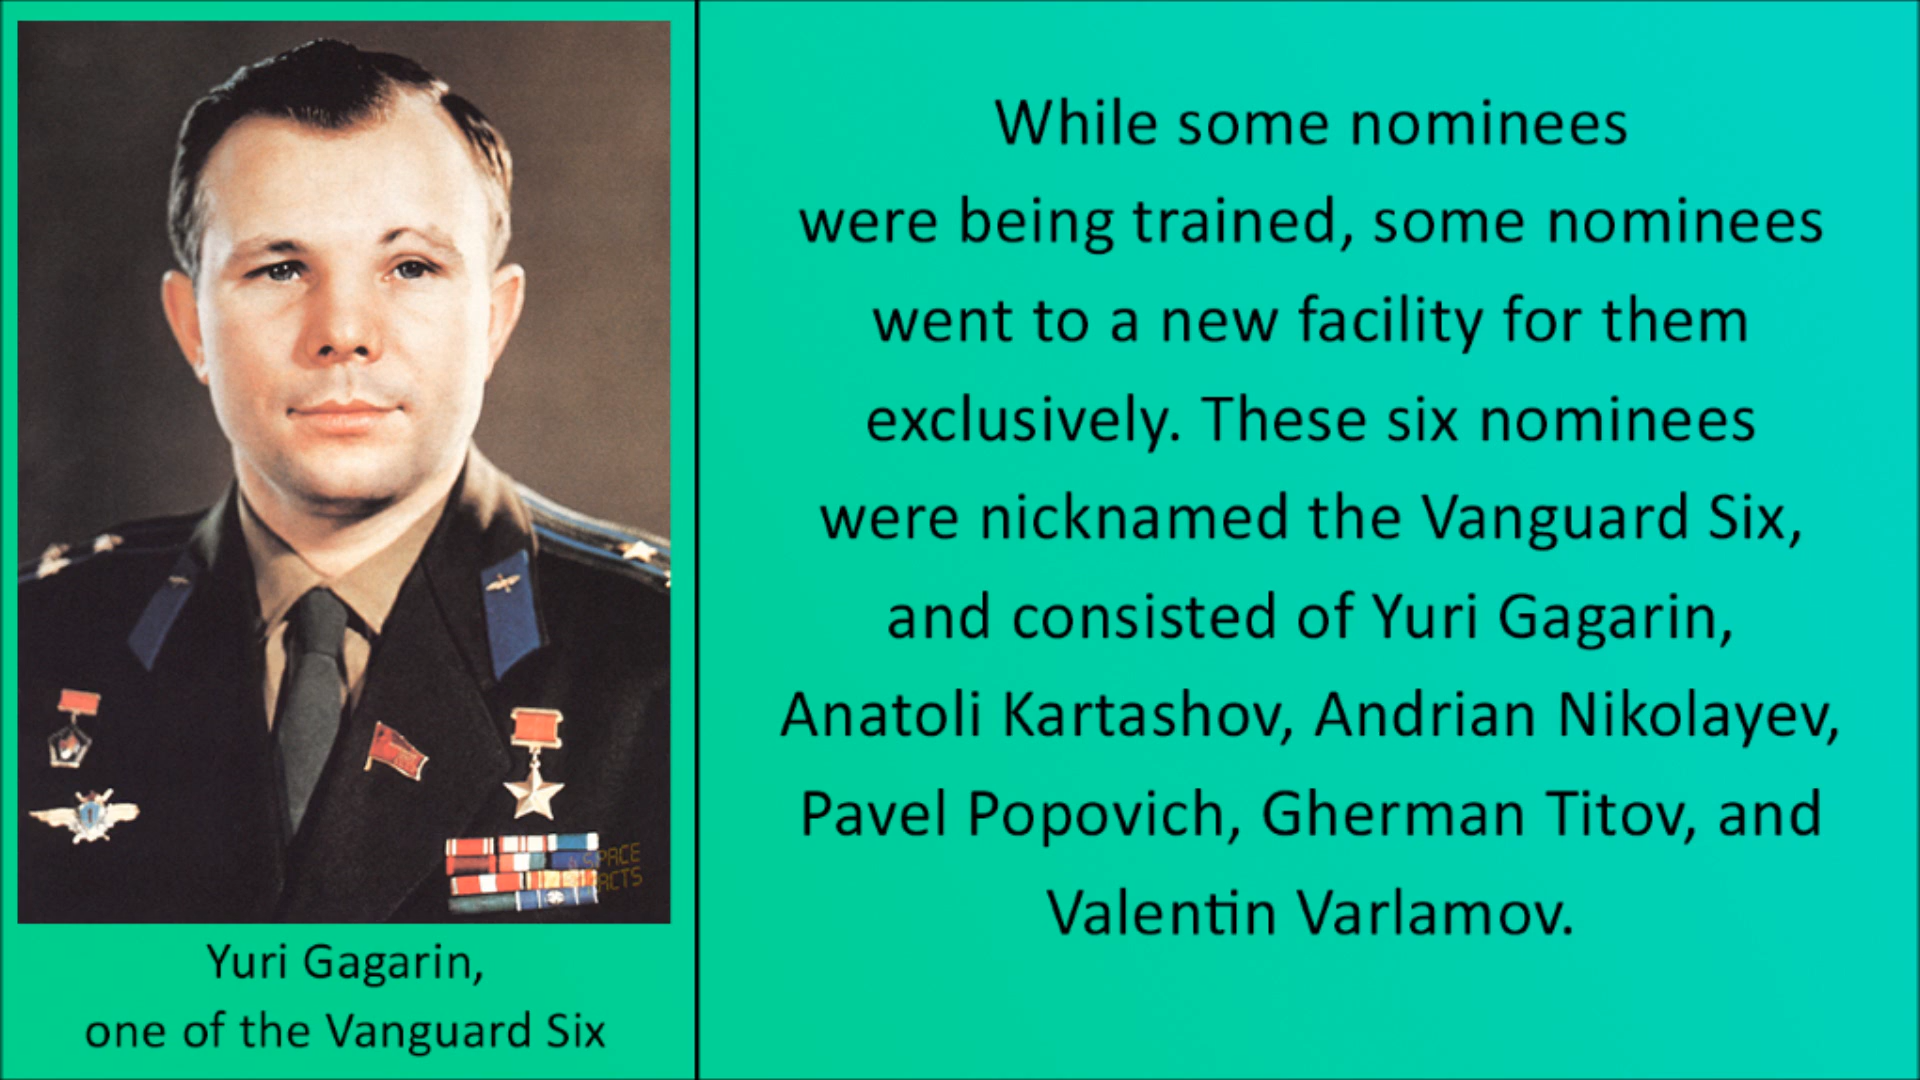 While some nominees
were being trained, some nominees
went to a new facility for them
exclusively. These six nominees
were nicknamed the Vanguard Six,
and consisted of Yuri Gagarin,
Anatoli Kartashov, Andrian Nikolayev,
Pavel Popovich, Gherman Titov, and
Valentin Varlamov.
Yuri Gagarin,
one of the Vanguard Six
SPACE